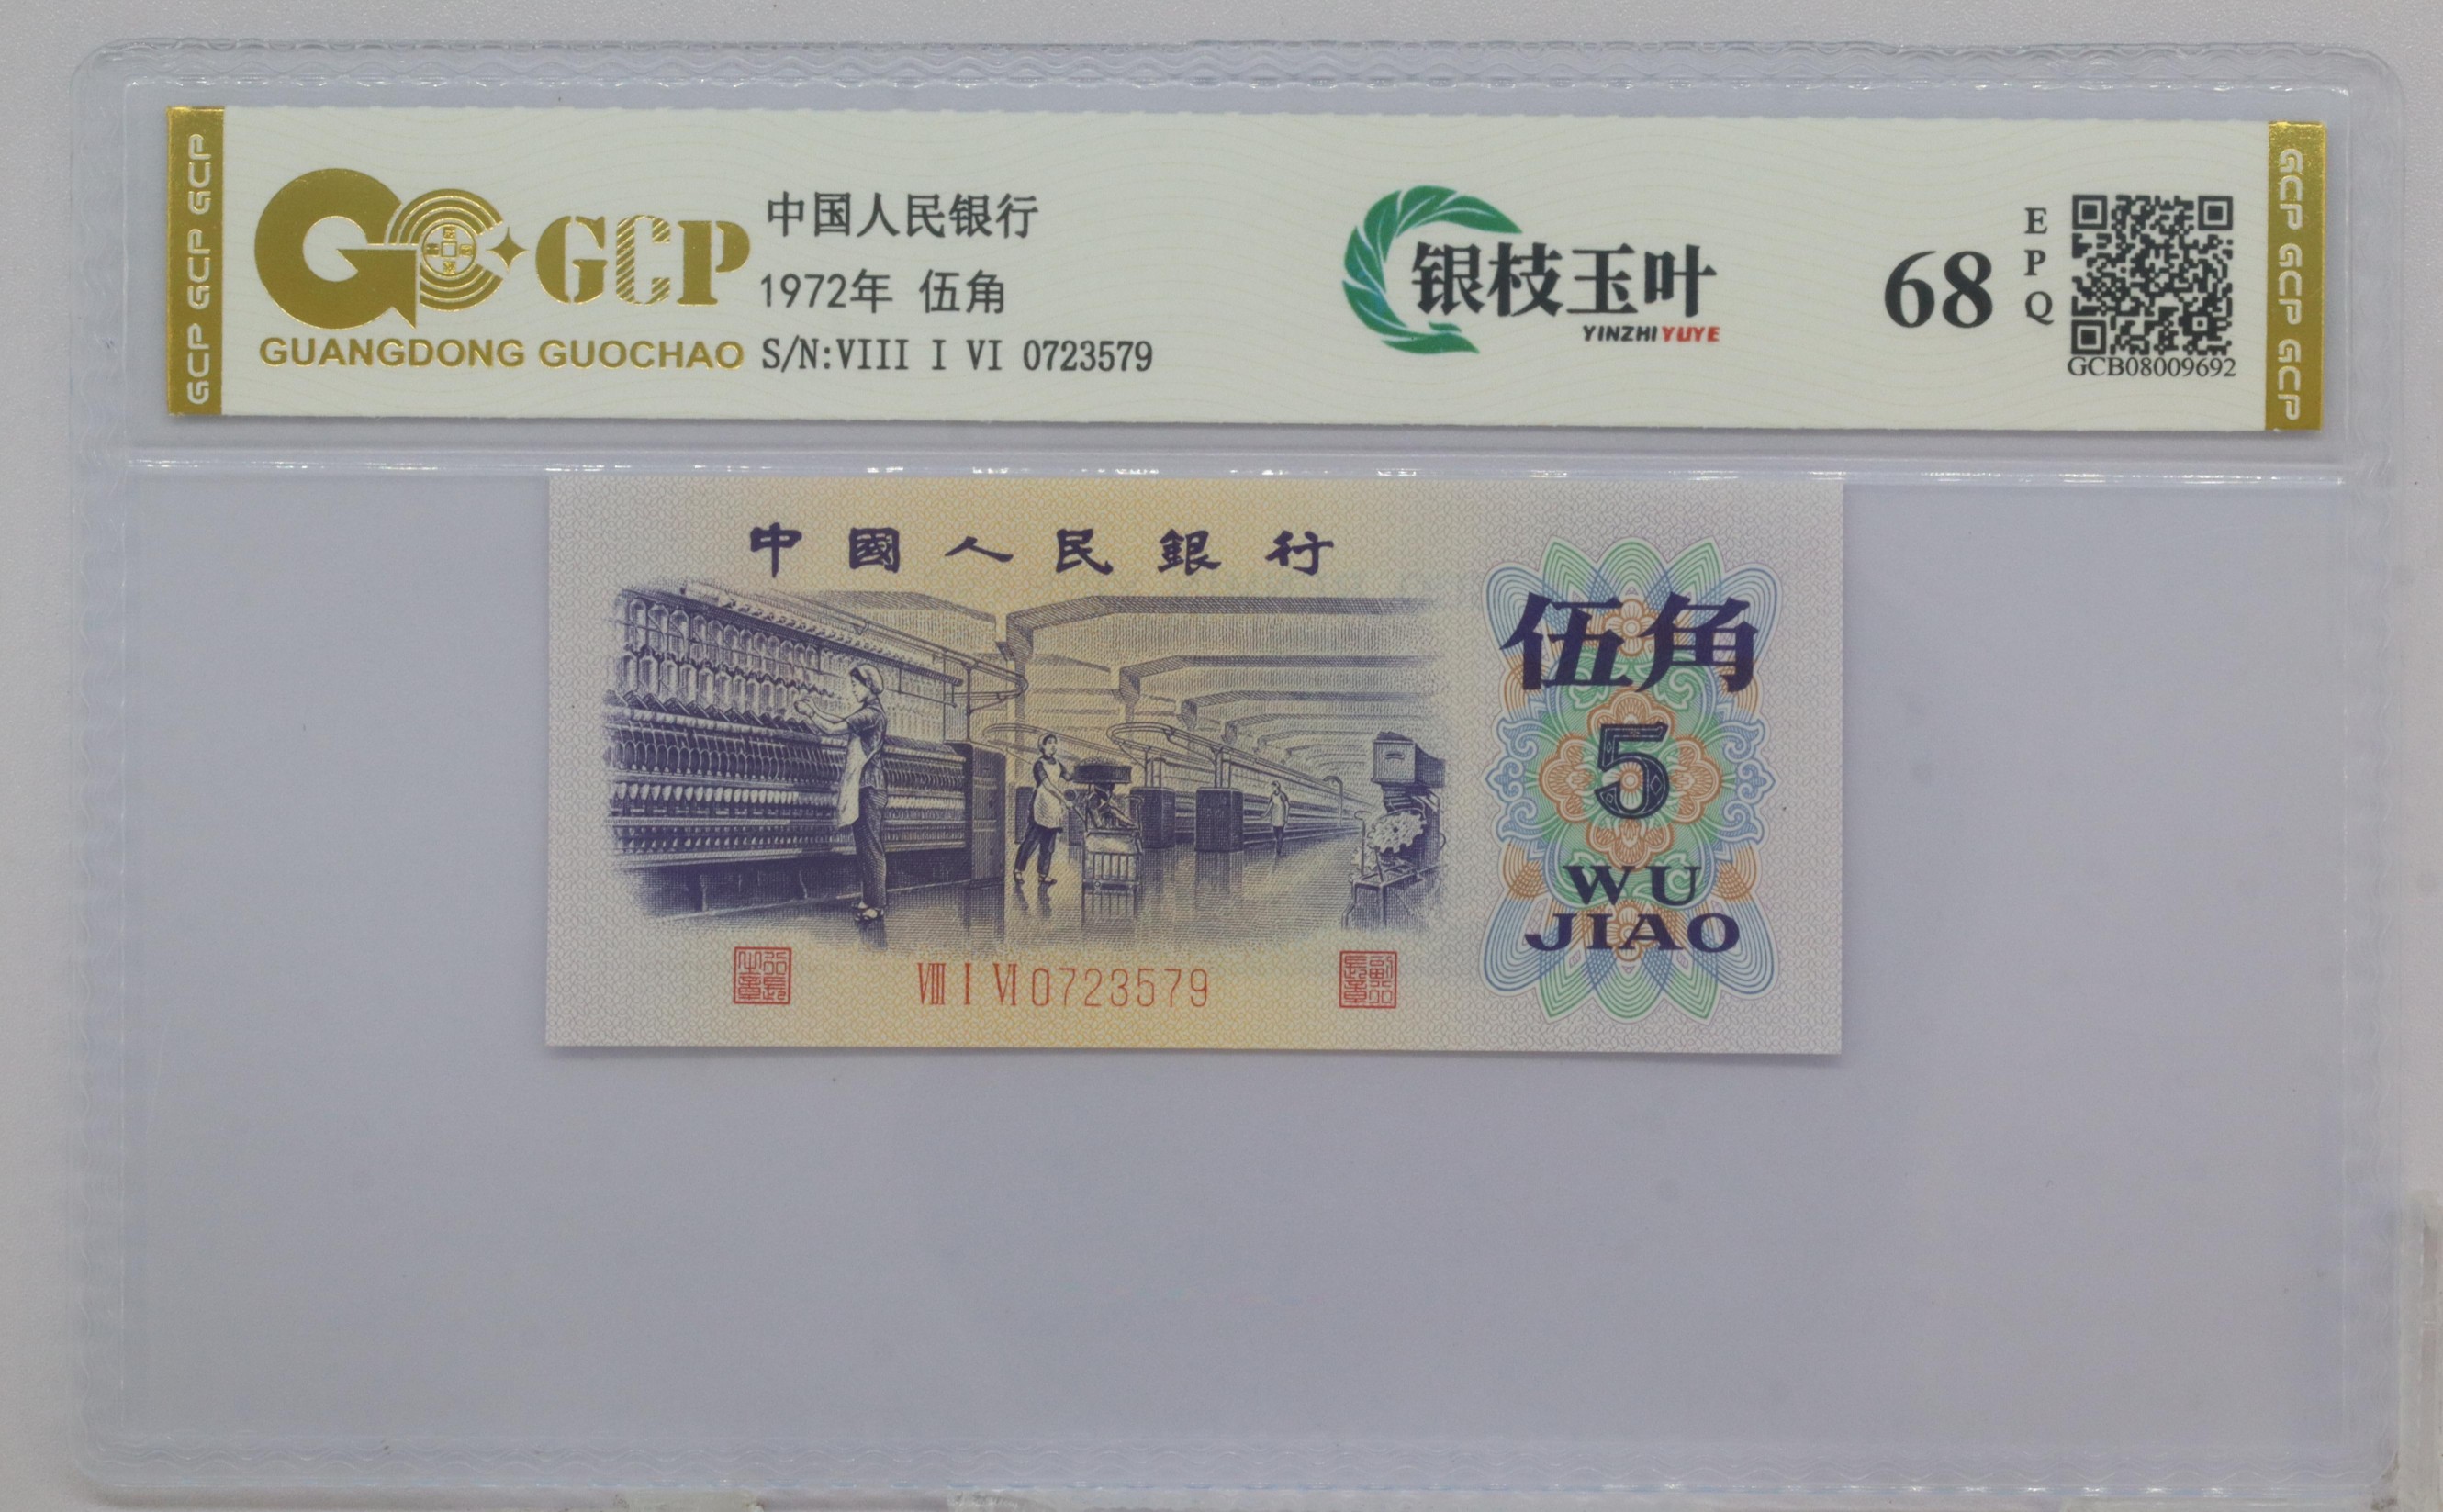 GCP GCP GCP
GCP
GUANGDONG GUOCHAO
中国人民银行
1972年 伍角
S/N:VIII I VI 0723579
银枝玉叶
YINZHI YUYE
68
EPQ
GCB08009692
GCP GCP GCP
中國人民銀行
伍角
5
WU
JIAO
VIII I VI 0723579